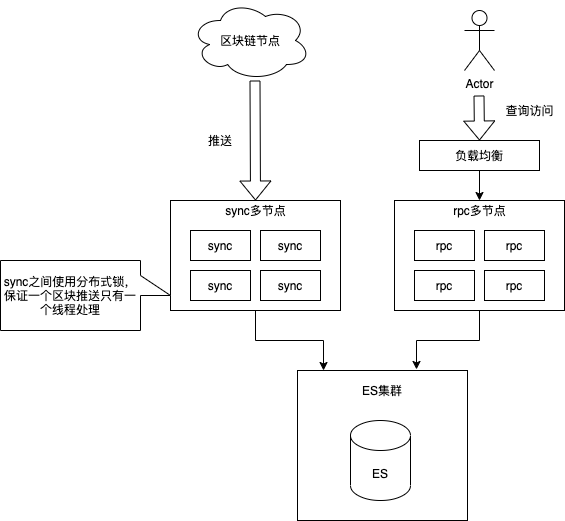 区块链节点
Actor
查询访问
推送
负载均衡
sync多节点
rpc多节点
sync
sync
rpc
rpc
sync
sync
rpc
rpc
sync之间使用分布式锁，
保证一个区块推送只有一
个线程处理
ES集群
ES